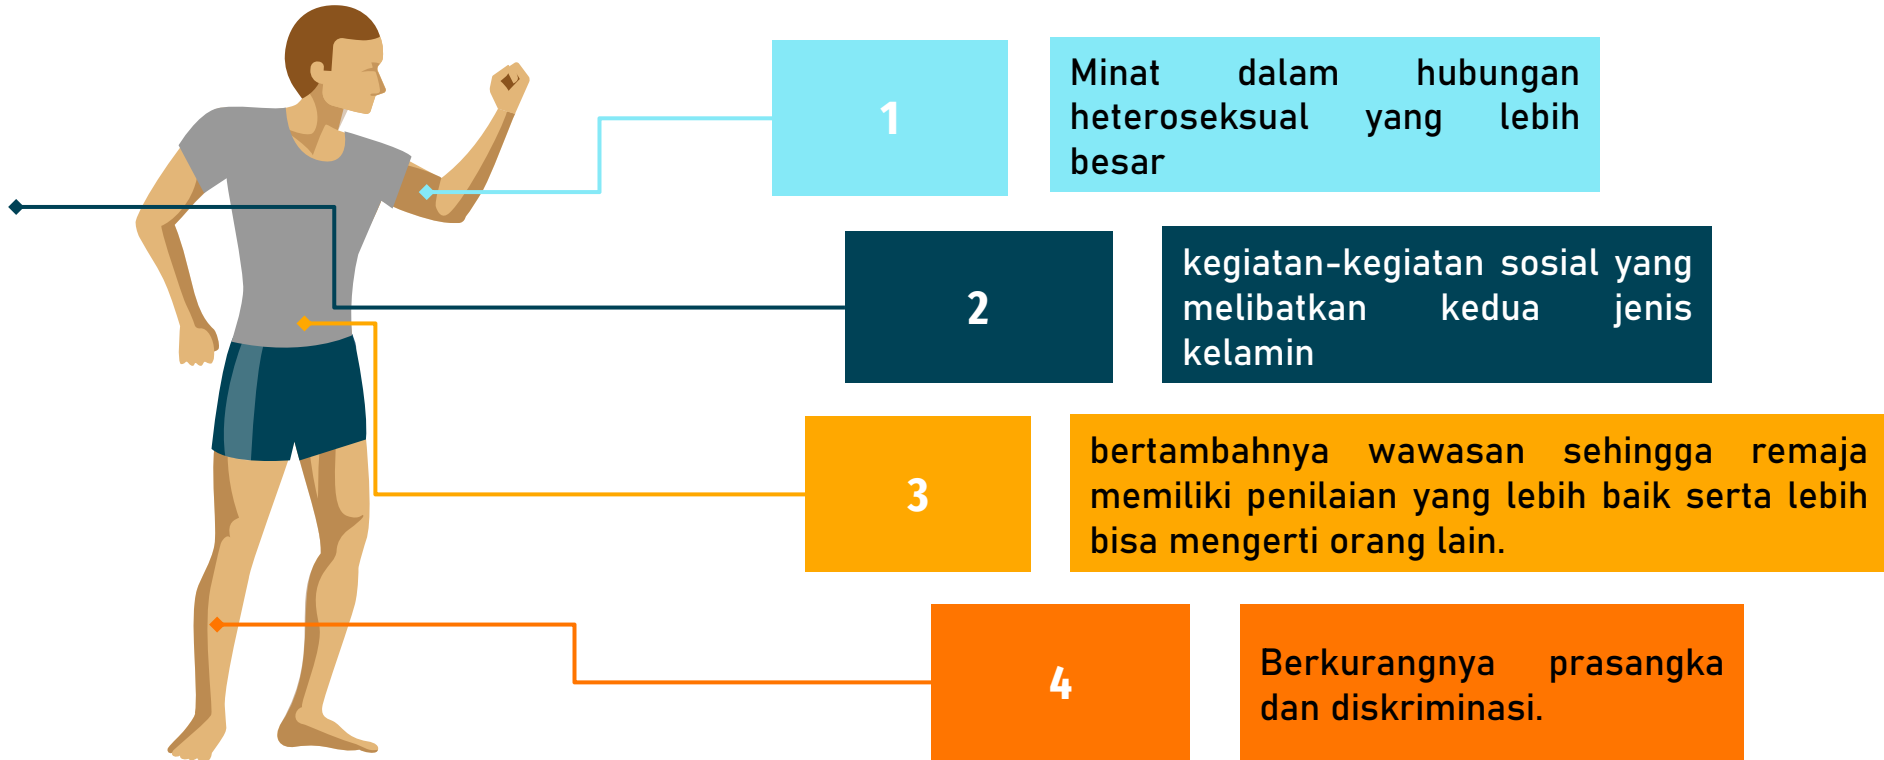 1
Minat dalam hubungan
heteroseksual yang lebih
besar
2
kegiatan-kegiatan sosial yang
melibatkan kedua jenis
kelamin
3
bertambahnya wawasan sehingga remaja
memiliki penilaian yang lebih baik serta lebih
bisa mengerti orang lain.
4
Berkurangnya prasangka
dan diskriminasi.